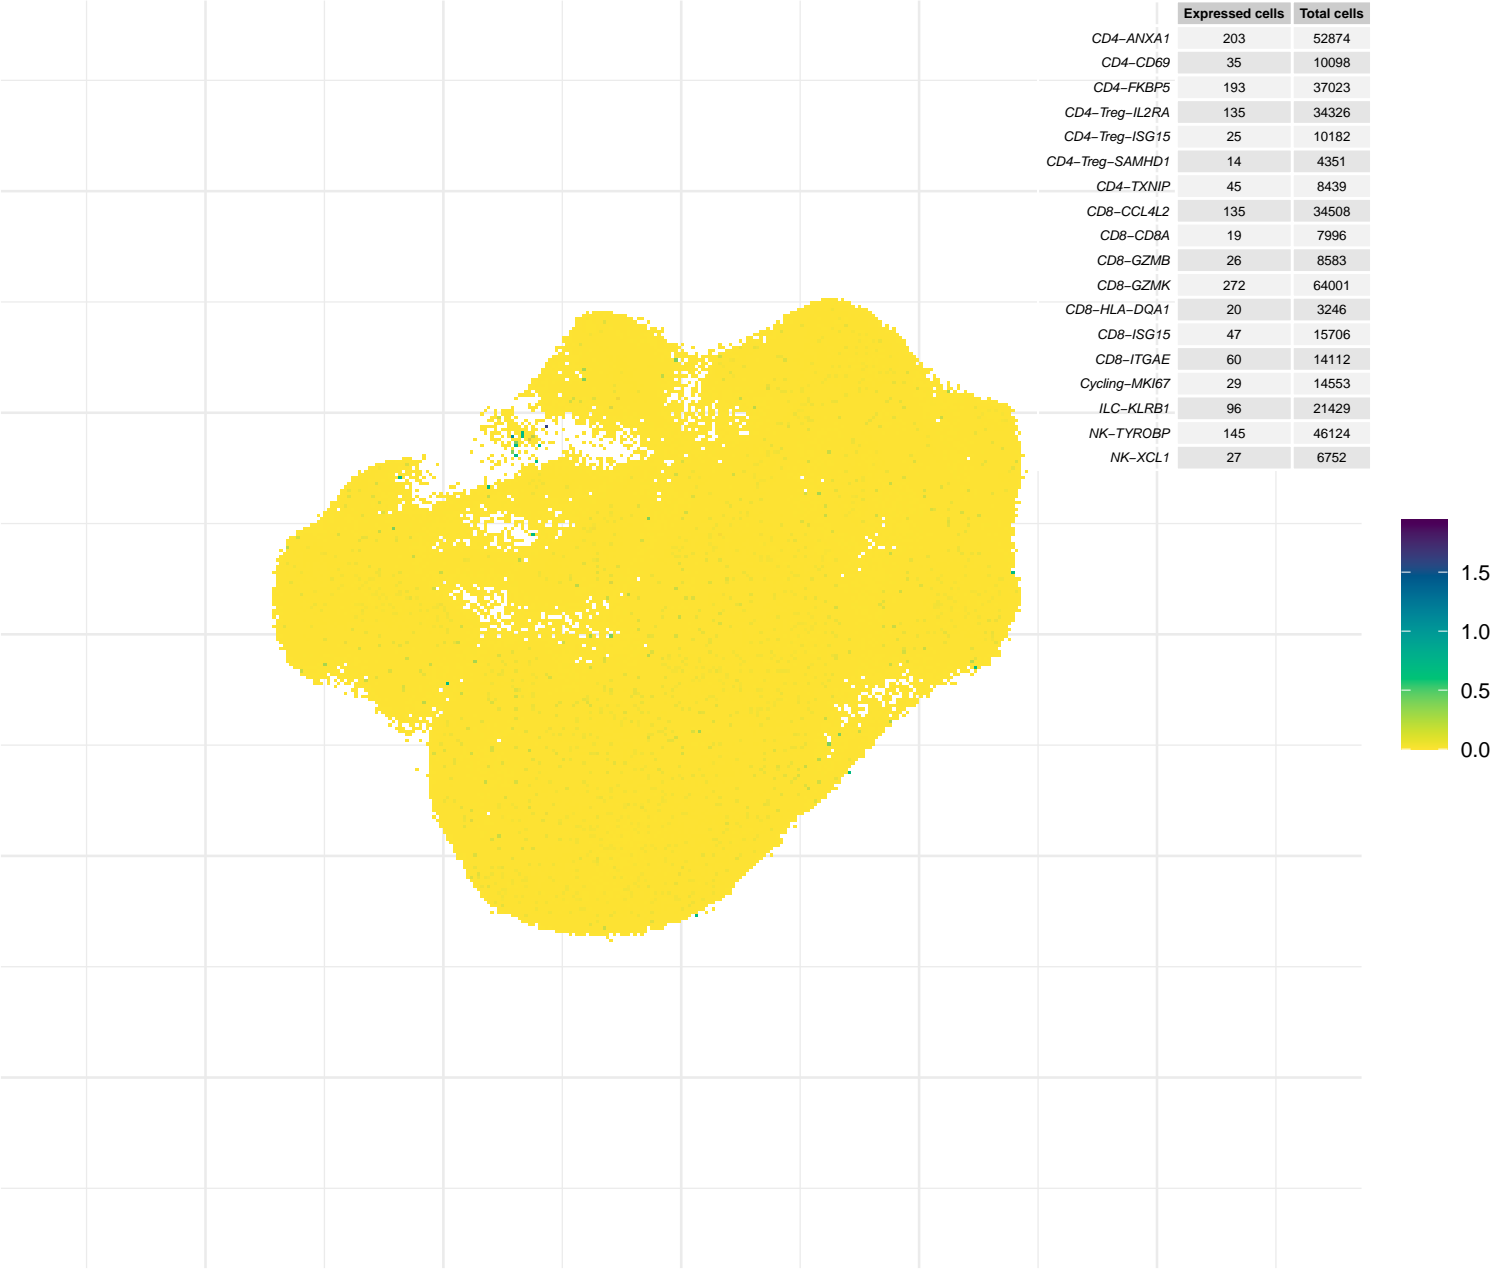 Expressed cells Total cells
CD4−ANXA1 203 52874
CD4−CD69 35 10098
CD4−FKBP5 193 37023
CD4−Treg−IL2RA 135 34326
CD4−Treg−ISG15 25 10182
CD4−Treg−SAMHD1 14 4351
CD4−TXNIP 45 8439
CD8−CCL4L2 135 34508
CD8−CD8A 19 7996
CD8−GZMB 26 8583
CD8−GZMK 272 64001
CD8−HLA−DQA1 20 3246
CD8−ISG15 47 15706
CD8−ITGAE 60 14112
Cycling−MKI67 29 14553
ILC−KLRB1 96 21429
NK−TYROBP 145 46124
NK−XCL1 27 6752
1.5
1.0
0.5
0.0